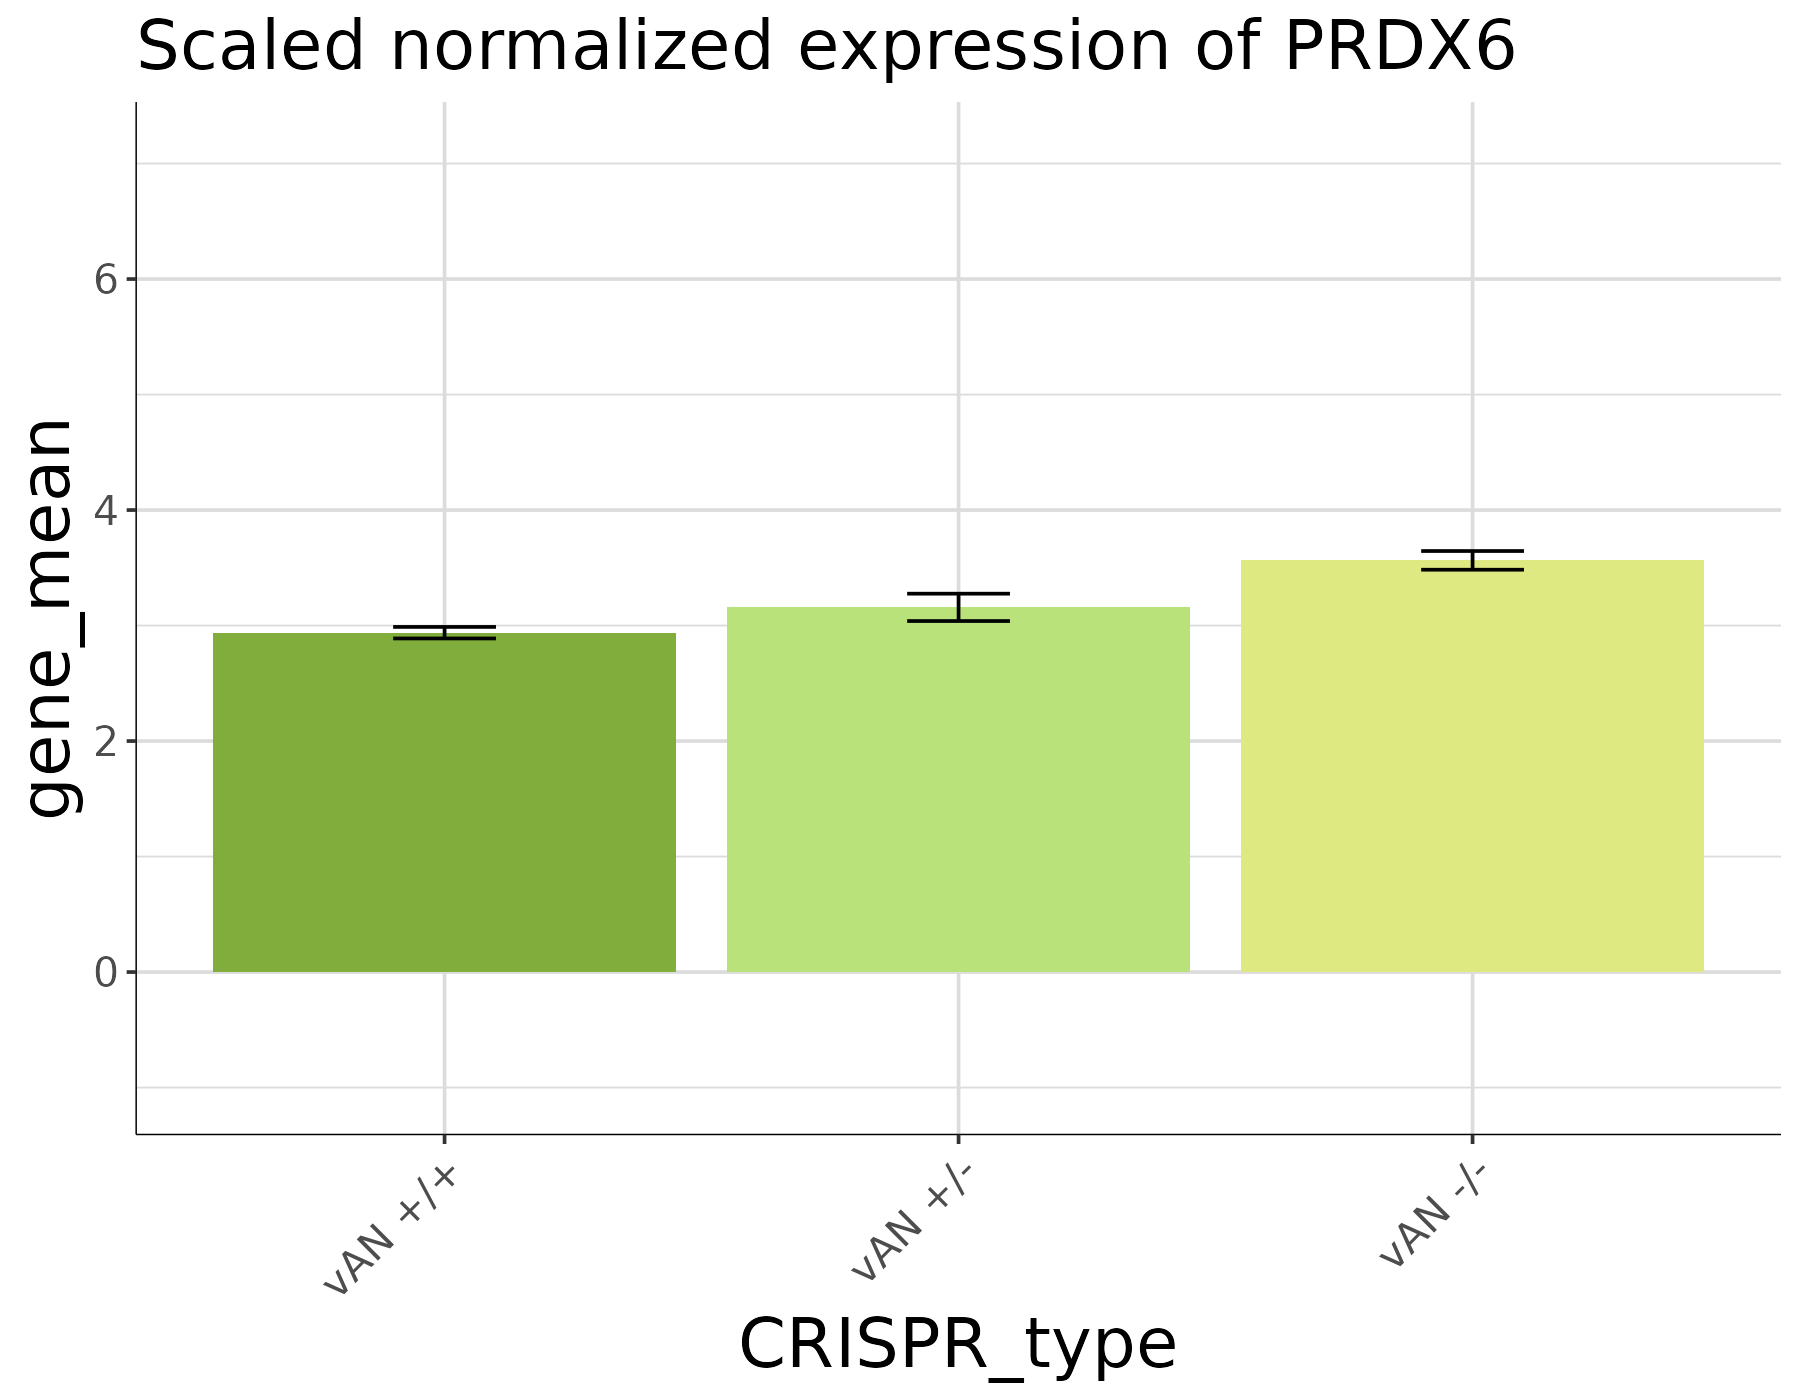 Scaled normalized expression of PRDX6
gene_mean
6
4
2
0
vAN +/+
vAN +/-
vAN -/-
CRISPR_type